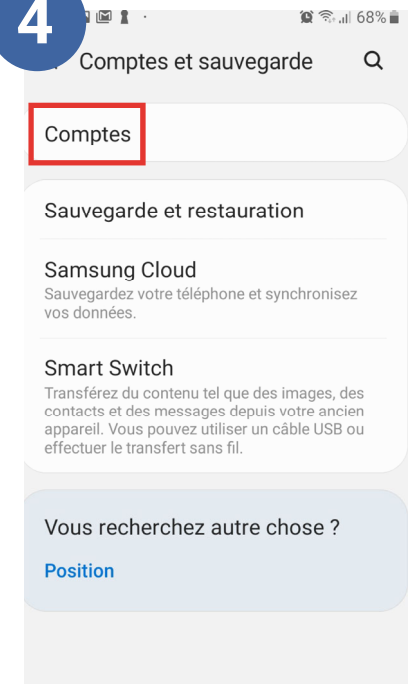 4
68%
Comptes et sauvegarde
Comptes
Sauvegarde et restauration
Samsung Cloud
Sauvegardez votre téléphone et synchronisez
vos données.
Smart Switch
Transférez du contenu tel que des images, des
contacts et des messages depuis votre ancien
appareil. Vous pouvez utiliser un câble USB ou
effectuer le transfert sans fil.
Vous recherchez autre chose ?
Position